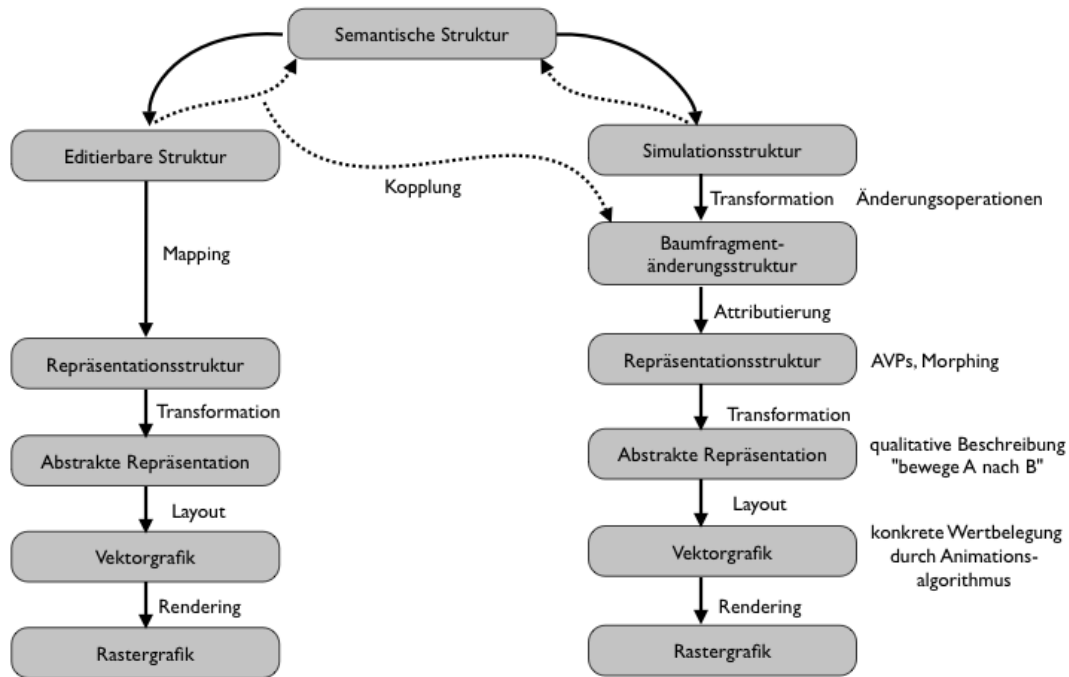 Semantische Struktur
Editierbare Struktur
Simulationsstruktur
Kopplung
Transformation
Änderungsoperationen
Mapping
Baumfragment-
änderungsstruktur
Attributierung
Repräsentationsstruktur
Repräsentationsstruktur
AVPs, Morphing
Transformation
Transformation
Abstrakte Repräsentation
Abstrakte Repräsentation
qualitative Beschreibung
"bewege A nach B"
Layout
Layout
Vektorgrafik
Vektorgrafik
konkrete Wertbelegung
durch Animations-
algorithmus
Rendering
Rendering
Rastergrafik
Rastergrafik